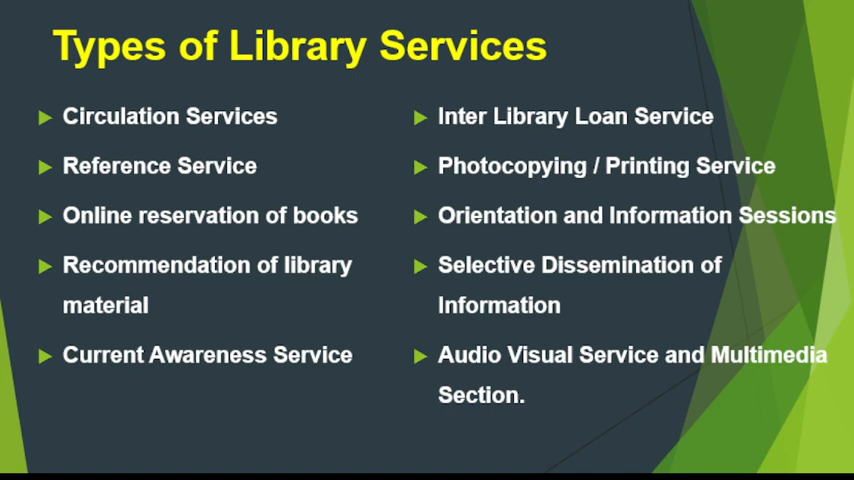 Types of Library Services
Circulation Services
Reference Service
Online reservation of books
Recommendation of library
material
Current Awareness Service
Inter Library Loan Service
Photocopying / Printing Service
Orientation and Information Sessions
Selective Dissemination of
Information
Audio Visual Service and Multimedia
Section.